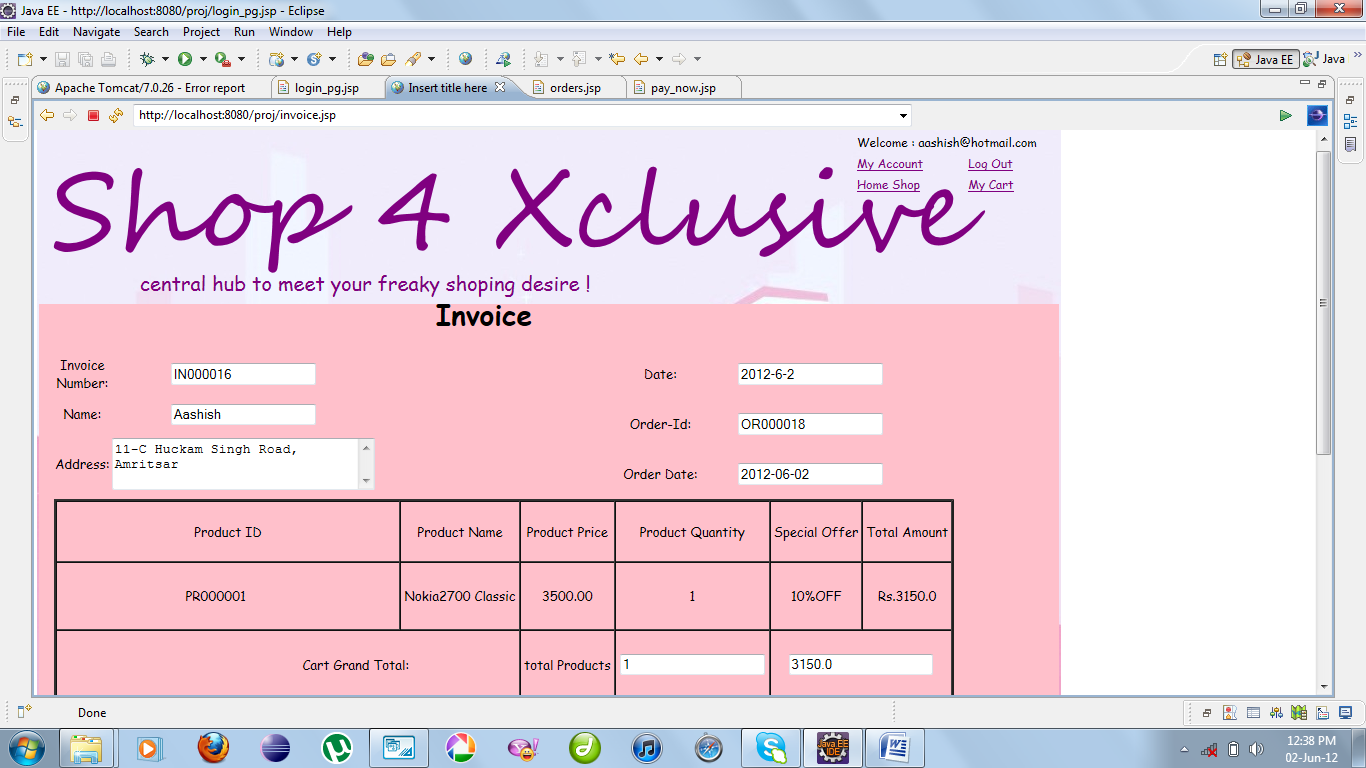 Java EE - http://localhost:8080/proj/login_pg.jsp - Eclipse
File Edit Navigate Search Project Run Window Help
Java EE Java »
Apache Tomcat/7.0.26 - Error report login_pg.jsp Insert title here orders.jsp pay_now.jsp
http://localhost:8080/proj/invoice.jsp
Welcome : aashish@hotmail.com
My Account Log Out
Home Shop My Cart
Shop 4 Xclusive
central hub to meet your freaky shoping desire !
Invoice
Invoice
Number: IN000016 Date: 2012-6-2
Name: Aashish
Order-Id: OR000018
Address: 11-C Huckam Singh Road,
Amritsar
Order Date: 2012-06-02
Product ID Product Name Product Price Product Quantity Special Offer Total Amount
PR000001 Nokia2700 Classic 3500.00 1 10%OFF Rs.3150.0
Cart Grand Total: total Products 1 3150.0
Done
12:38 PM
02-Jun-12